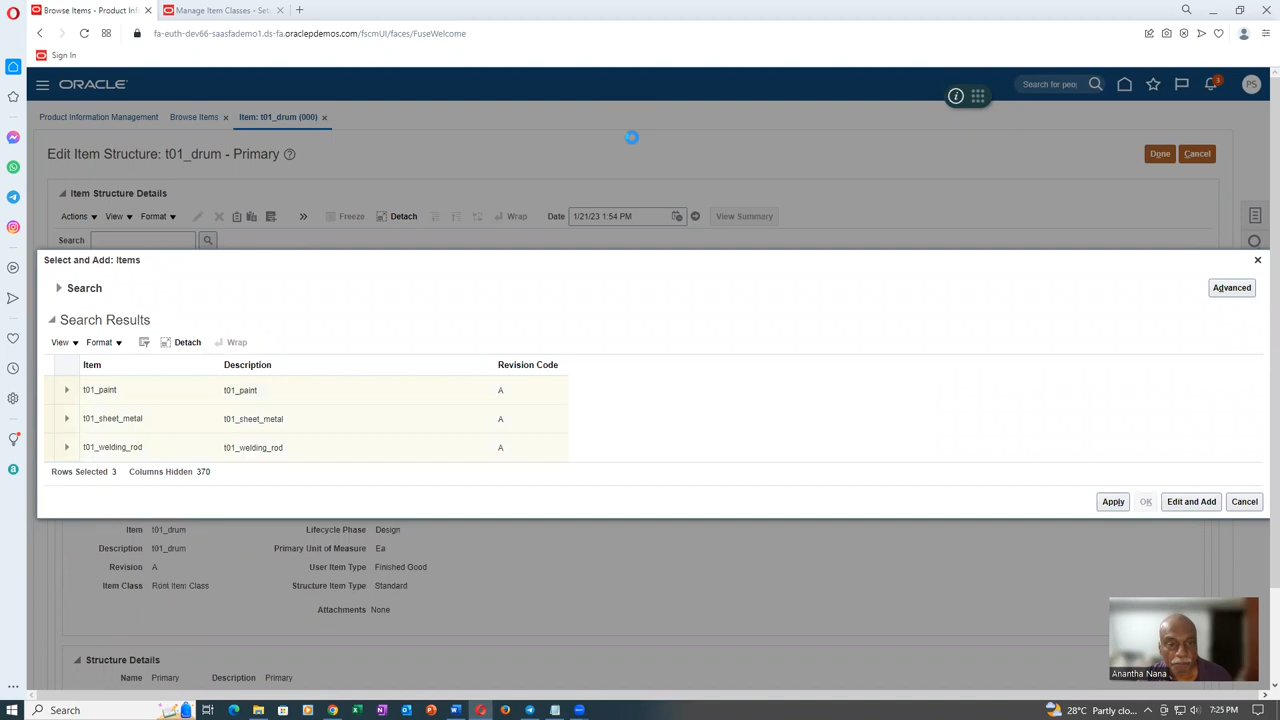 Browse Items - Product Inf
Manage Item Classes - Set
fa-euth-dev66-saasfademo1.ds-fa.oraclepdemos.com/fscmUI/faces/FuseWelcome
Sign In
ORACLE
Search for peo
3
PS
Product Information Management
Browse Items
Item: t01_drum (000)
Edit Item Structure: t01_drum - Primary
Done
Cancel
Item Structure Details
Actions View Format Freeze Detach Wrap Date 1/21/23 1:54 PM View Summary
Search
Select and Add: Items
Search
Advanced
Search Results
View Format Detach Wrap
Item Description Revision Code
t01_paint t01_paint A
t01_sheet_metal t01_sheet_metal A
t01_welding_rod t01_welding_rod A
Rows Selected 3 Columns Hidden 370
Apply OK Edit and Add Cancel
Item t01_drum Lifecycle Phase Design
Description t01_drum Primary Unit of Measure Ea
Revision A User Item Type Finished Good
Item Class Root Item Class Structure Item Type Standard
Attachments None
Structure Details
Name Primary Description Primary
Anantha Nana
Search
28°C Partly clo...
7:25 PM